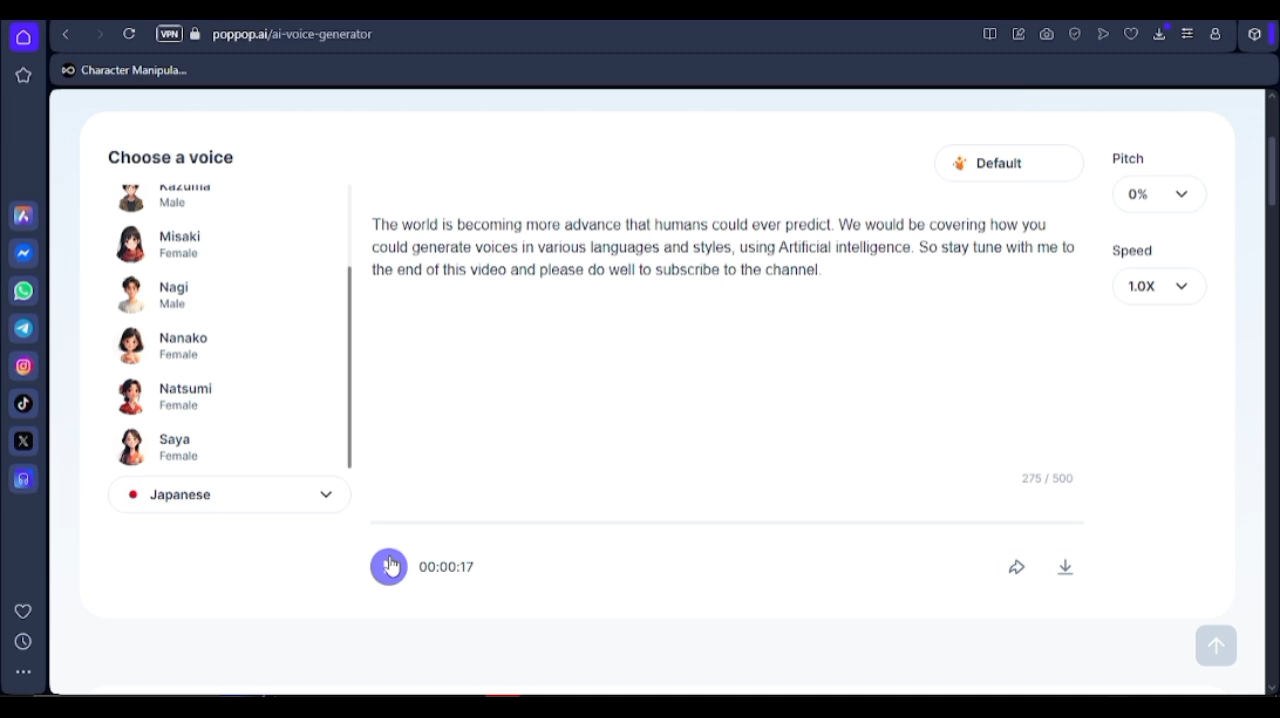 VPN
poppop.ai/ai-voice-generator
Character Manipula...
Choose a voice
Default
Pitch
0%
Speed
1.0X
Kazuma
Male
Misaki
Female
Nagi
Male
Nanako
Female
Natsumi
Female
Saya
Female
Japanese
The world is becoming more advance that humans could ever predict. We would be covering how you
could generate voices in various languages and styles, using Artificial intelligence. So stay tune with me to
the end of this video and please do well to subscribe to the channel.
275 / 500
00:00:17